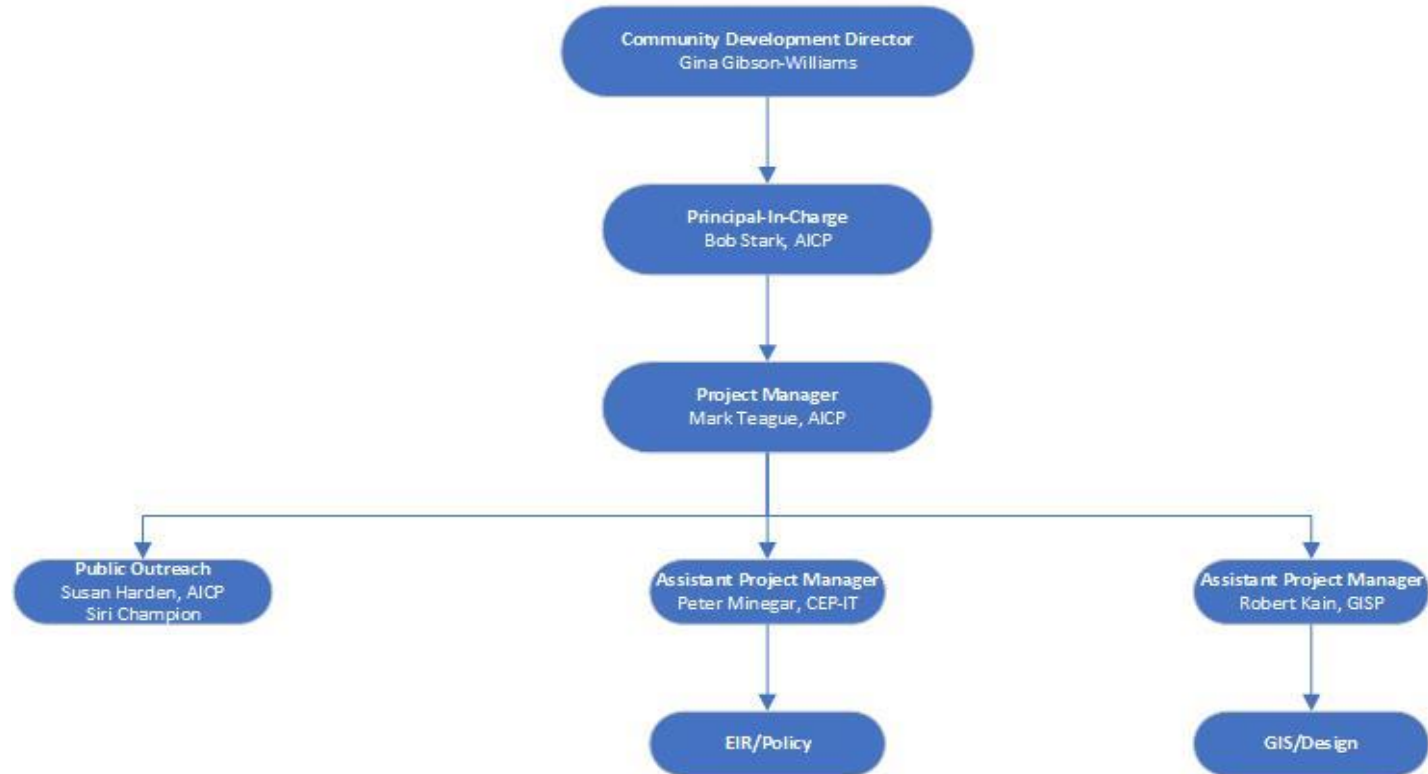 Community Development Director
Gina Gibson-Williams
Principal-In-Charge
Bob Stark, AICP
Project Manager
Mark Teague, AICP
Public Outreach
Susan Harden, AICP
Siri Champion
Assistant Project Manager
Peter Minegar, CEP-IT
Assistant Project Manager
Robert Kain, GISP
EIR/Policy
GIS/Design